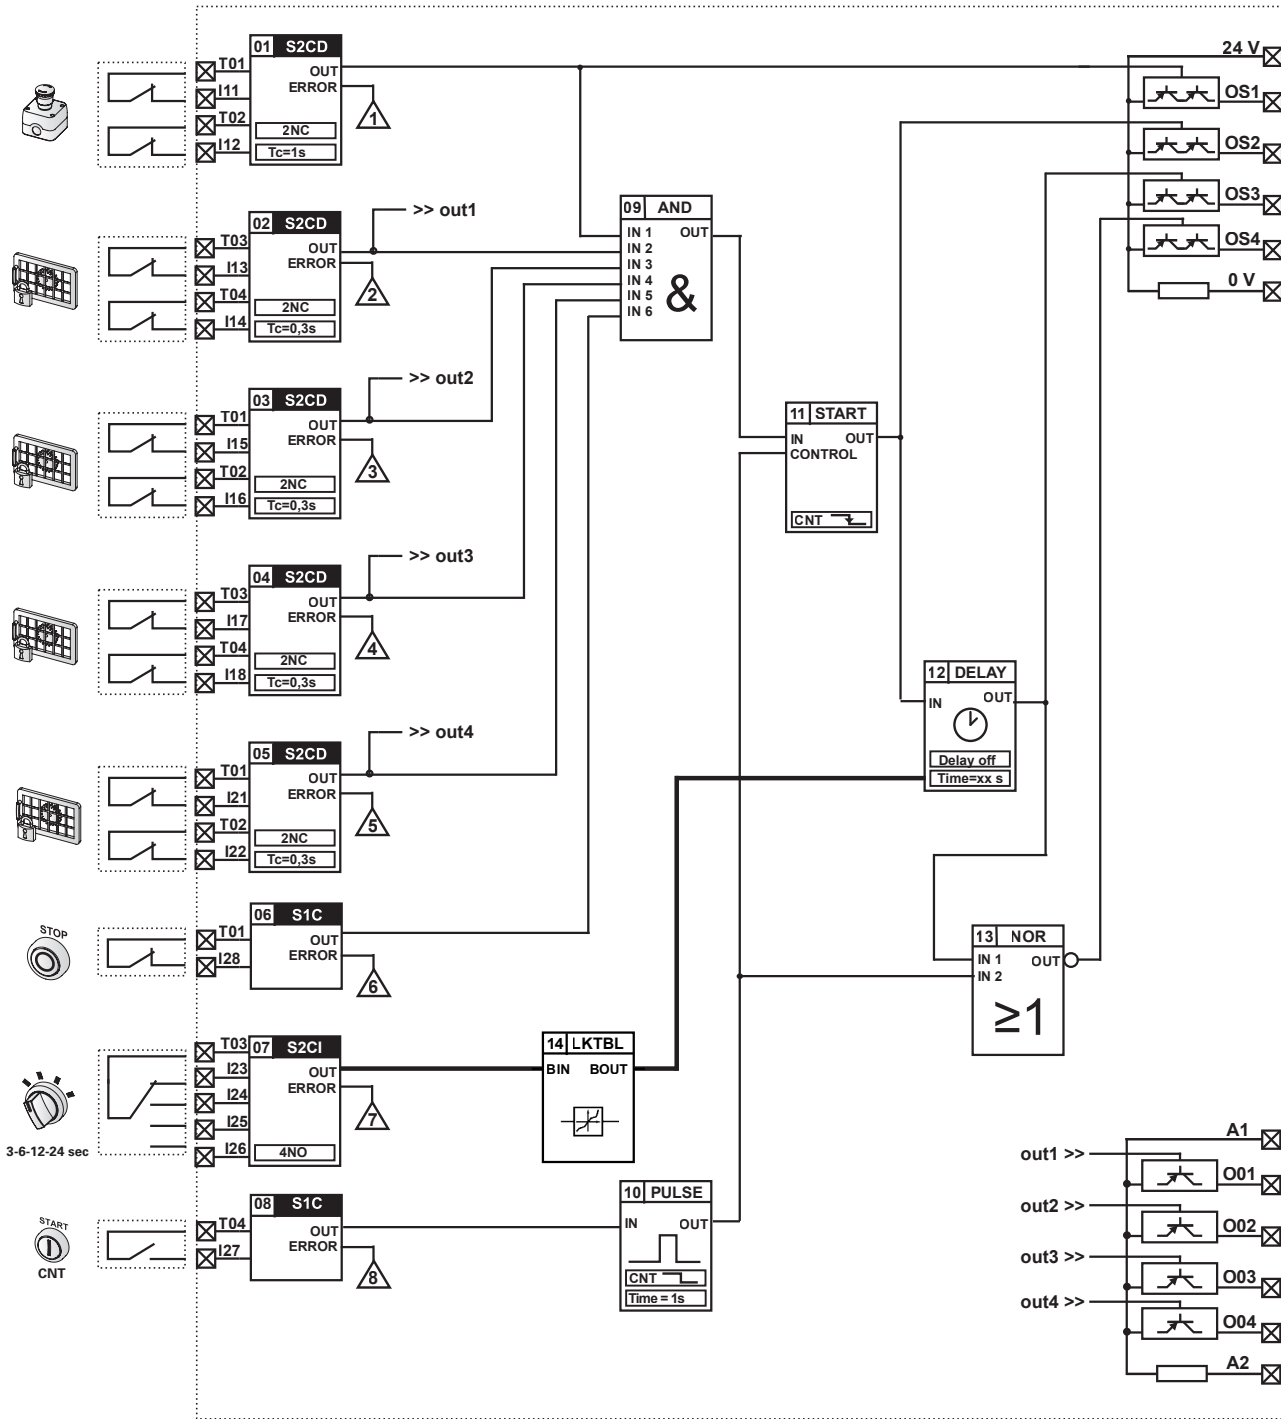 01 S2CD
T01
OUT
I11
ERROR
T02
2NC
I12
Tc=1s
1
24 V
OS1
OS2
OS3
OS4
0 V
>> out1
02 S2CD
T03
OUT
I13
ERROR
T04
2NC
I14
Tc=0,3s
2
09 AND
IN 1 OUT
IN 2
IN 3
IN 4
IN 5
IN 6
&
>> out2
03 S2CD
T01
OUT
I15
ERROR
T02
2NC
I16
Tc=0,3s
3
11 START
IN OUT
CONTROL
CNT
>> out3
04 S2CD
T03
OUT
I17
ERROR
T04
2NC
I18
Tc=0,3s
4
12 DELAY
IN OUT
Delay off
Time=xx s
>> out4
05 S2CD
T01
OUT
I21
ERROR
T02
2NC
I22
Tc=0,3s
5
STOP
06 S1C
T01
OUT
I28
ERROR
6
13 NOR
IN 1 OUT
IN 2
≥1
3-6-12-24 sec
07 S2CI
T03
OUT
I23
ERROR
I24
I25
I26
4NO
7
14 LKTBL
BIN BOUT
START
CNT
08 S1C
T04
OUT
I27
ERROR
8
10 PULSE
IN OUT
CNT
Time = 1s
A1
out1 >>
O01
out2 >>
O02
out3 >>
O03
out4 >>
O04
A2